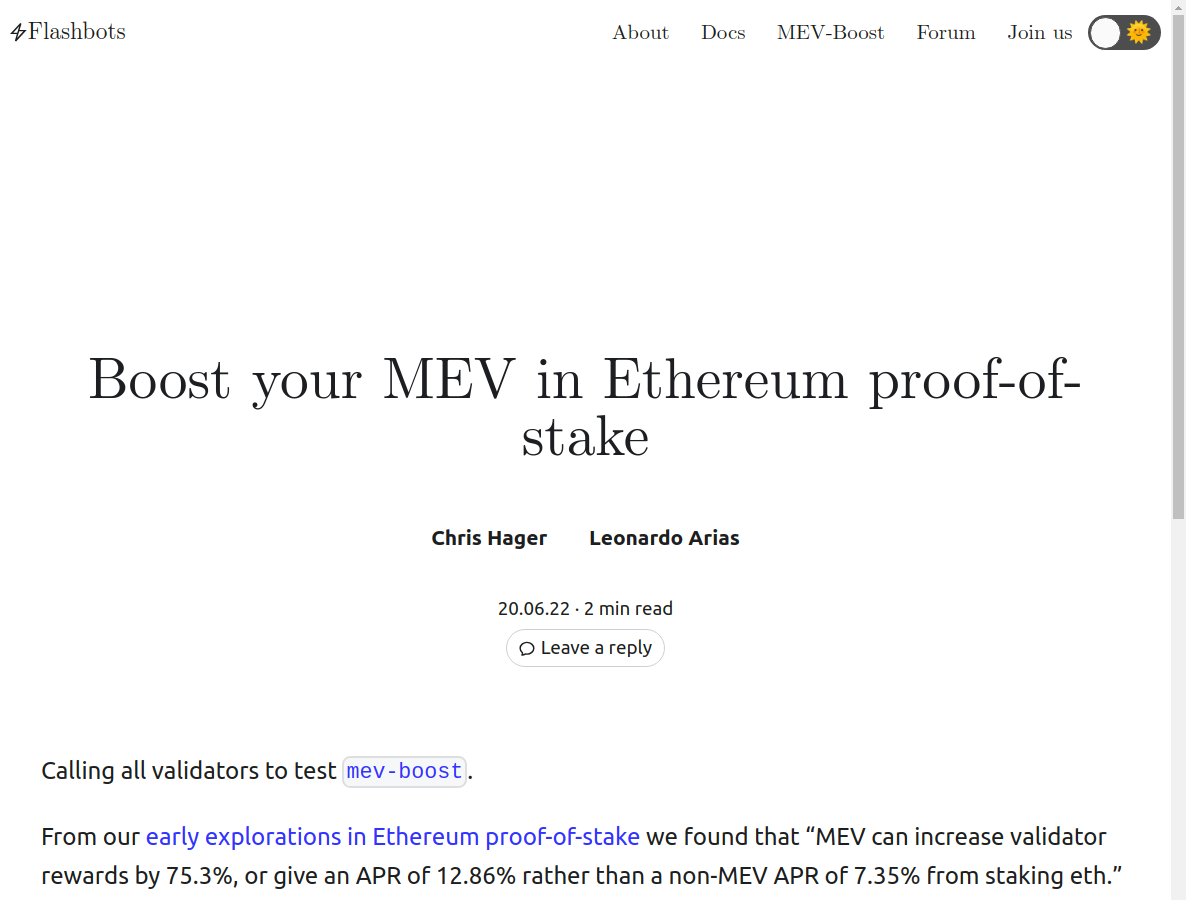 Flashbots
About Docs MEV-Boost Forum Join us
Boost your MEV in Ethereum proof-of-
stake
Chris Hager Leonardo Arias
20.06.22 · 2 min read
Leave a reply
Calling all validators to test mev-boost.
From our early explorations in Ethereum proof-of-stake we found that “MEV can increase validator
rewards by 75.3%, or give an APR of 12.86% rather than a non-MEV APR of 7.35% from staking eth.”